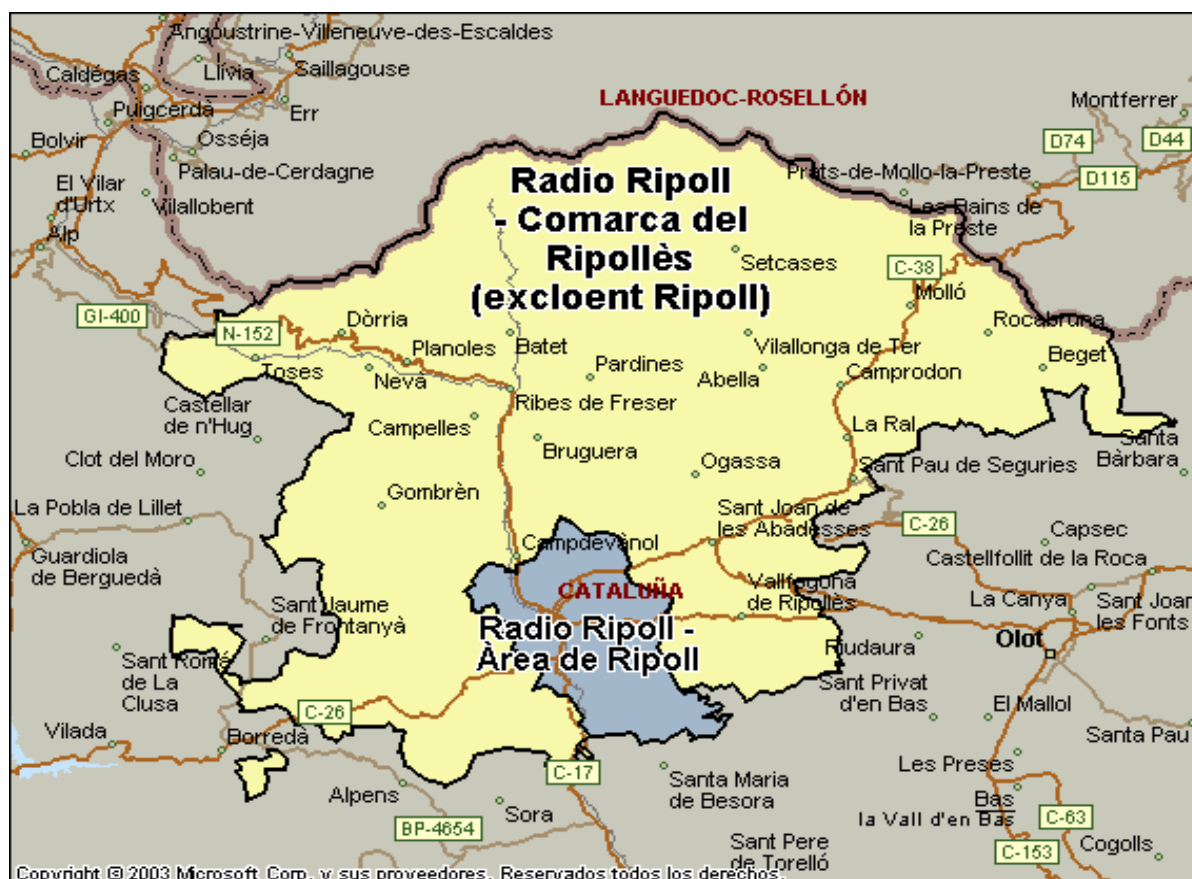 Angoustrine-Villeneuve-des-Escaldes
Llívia
Saillagouse
Caldégas
Puigcerdà
Err
LANGUEDOC-ROSELLÓN
Montferrer
Bolvir
Osséja
D74
D44
Palau-de-Cerdagne
Prats-de-Mollo-la-Preste
D115
El Vilar
d'Urtx
Vilallobent
Les Bains de
la Preste
Alp
Radio Ripoll
- Comarca del
Ripollès
(excloent Ripoll)
Setcases
C-38
Molló
GI-400
N-152
Dòrria
Batet
Vilallonga de Ter
Rocabruna
Planoles
Pardines
Beget
Toses
Nevà
Abella
Camprodon
Castellar
de n'Hug
Ribes de Freser
Campelles
Bruguera
La Ral
Santa
Bàrbara
Clot del Moro
Ogassa
Sant Pau de Seguries
Gombrèn
La Pobla de Lillet
Sant Joan de
les Abadesses
C-26
Capsec
Guardiola
de Berguedà
Campdevànol
Castellfollit de la Roca
CATALUÑA
Vallfogona
de Ripollès
La Canya
Sant Joan
les Fonts
Sant Jaume
de Frontanyà
Radio Ripoll -
Àrea de Ripoll
Riudaura
Olot
Sant Romà
de La
Clusa
Sant Privat
d'en Bas
El Mallol
C-26
Vilada
Borredà
Santa Pau
C-17
Les Preses
Alpens
Sora
Santa Maria
de Besora
Bas
la Vall d'en Bas
C-63
BP-4654
Sant Pere
de Torelló
C-153
Cogolls
Copyright © 2003 Microsoft Corp. y sus proveedores. Reservados todos los derechos.